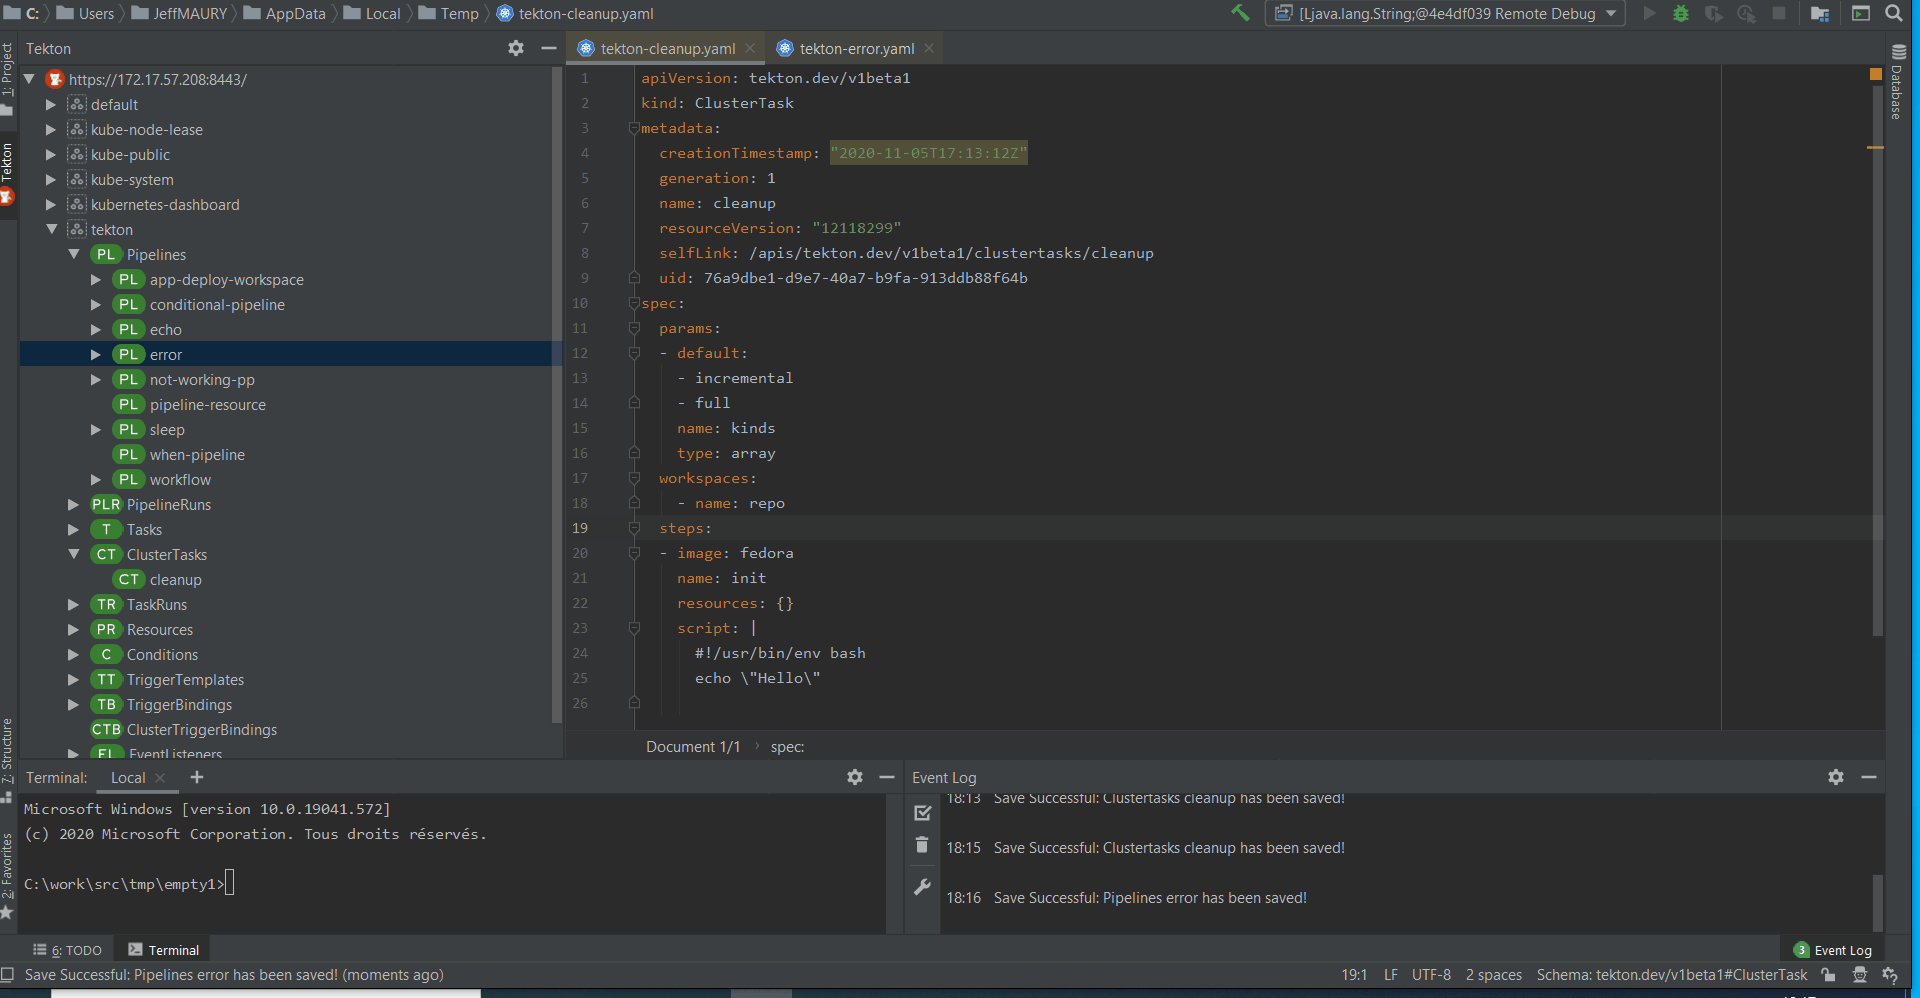 C: Users JeffMAURY AppData Local Temp tekton-cleanup.yaml [Ljava.lang.String;@4e4df039 Remote Debug
1: Project
Tekton
7: Structure
2: Favorites
Database
Tekton
https://172.17.57.208:8443/
default
kube-node-lease
kube-public
kube-system
kubernetes-dashboard
tekton
PL Pipelines
PL app-deploy-workspace
PL conditional-pipeline
PL echo
PL error
PL not-working-pp
PL pipeline-resource
PL sleep
PL when-pipeline
PL workflow
PLR PipelineRuns
T Tasks
CT ClusterTasks
CT cleanup
TR TaskRuns
PR Resources
C Conditions
TT TriggerTemplates
TB TriggerBindings
CTB ClusterTriggerBindings
EL EventListeners
tekton-cleanup.yaml tekton-error.yaml
1 apiVersion: tekton.dev/v1beta1
2 kind: ClusterTask
3 metadata:
4 creationTimestamp: "2020-11-05T17:13:12Z"
5 generation: 1
6 name: cleanup
7 resourceVersion: "12118299"
8 selfLink: /apis/tekton.dev/v1beta1/clustertasks/cleanup
9 uid: 76a9dbe1-d9e7-40a7-b9fa-913ddb88f64b
10 spec:
11 params:
12 - default:
13 - incremental
14 - full
15 name: kinds
16 type: array
17 workspaces:
18 - name: repo
19 steps:
20 - image: fedora
21 name: init
22 resources: {}
23 script: |
24 #!/usr/bin/env bash
25 echo \"Hello\"
26
Document 1/1 › spec:
Terminal: Local +
Microsoft Windows [version 10.0.19041.572]
(c) 2020 Microsoft Corporation. Tous droits réservés.
C:\work\src\tmp\empty1>
Event Log
18:13 Save Successful: Clustertasks cleanup has been saved!
18:15 Save Successful: Clustertasks cleanup has been saved!
18:16 Save Successful: Pipelines error has been saved!
6: TODO Terminal 3 Event Log
Save Successful: Pipelines error has been saved! (moments ago) 19:1 LF UTF-8 2 spaces Schema: tekton.dev/v1beta1#ClusterTask